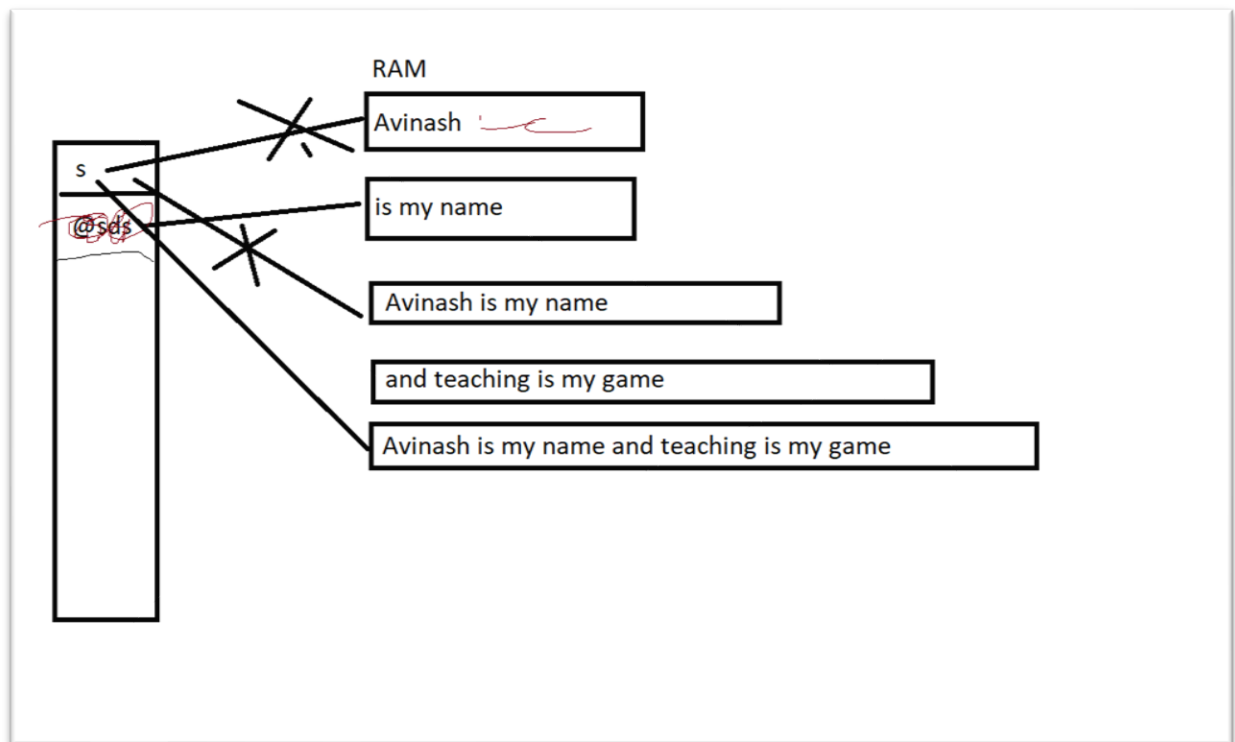 RAM
Avinash
s
is my name
@sds
Avinash is my name
and teaching is my game
Avinash is my name and teaching is my game